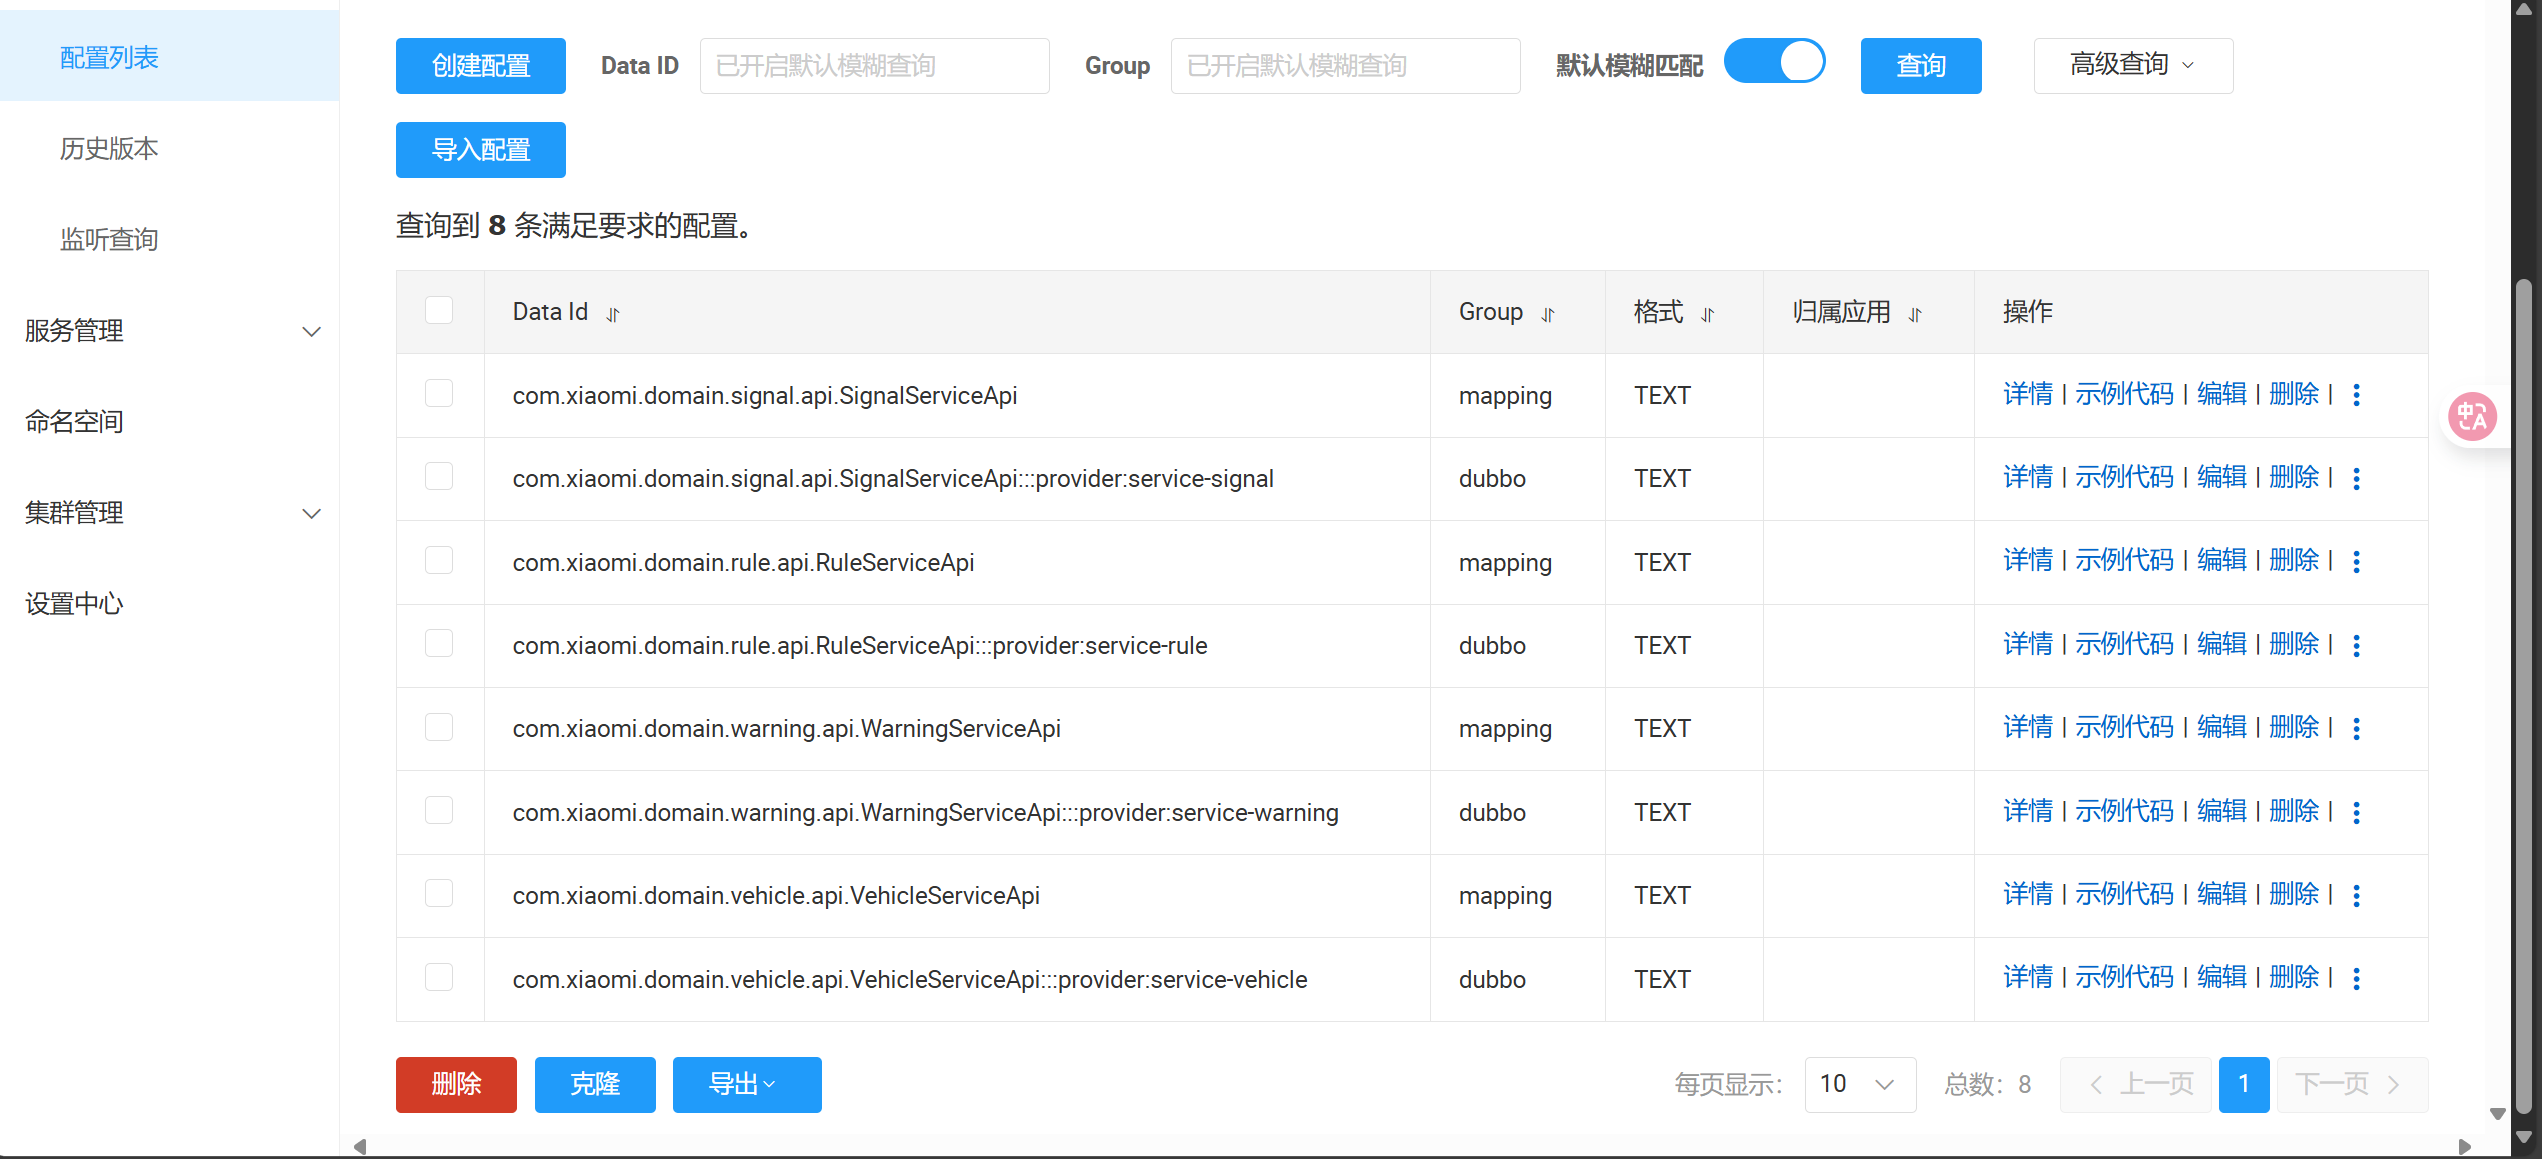 配置列表
历史版本
监听查询
服务管理
命名空间
集群管理
设置中心
创建配置 Data ID 已开启默认模糊查询 Group 已开启默认模糊查询 默认模糊匹配 查询 高级查询
导入配置
查询到 8 条满足要求的配置。
Data Id Group 格式 归属应用 操作
com.xiaomi.domain.signal.api.SignalServiceApi mapping TEXT 详情 | 示例代码 | 编辑 | 删除 |
com.xiaomi.domain.signal.api.SignalServiceApi:::provider:service-signal dubbo TEXT 详情 | 示例代码 | 编辑 | 删除 |
com.xiaomi.domain.rule.api.RuleServiceApi mapping TEXT 详情 | 示例代码 | 编辑 | 删除 |
com.xiaomi.domain.rule.api.RuleServiceApi:::provider:service-rule dubbo TEXT 详情 | 示例代码 | 编辑 | 删除 |
com.xiaomi.domain.warning.api.WarningServiceApi mapping TEXT 详情 | 示例代码 | 编辑 | 删除 |
com.xiaomi.domain.warning.api.WarningServiceApi:::provider:service-warning dubbo TEXT 详情 | 示例代码 | 编辑 | 删除 |
com.xiaomi.domain.vehicle.api.VehicleServiceApi mapping TEXT 详情 | 示例代码 | 编辑 | 删除 |
com.xiaomi.domain.vehicle.api.VehicleServiceApi:::provider:service-vehicle dubbo TEXT 详情 | 示例代码 | 编辑 | 删除 |
删除 克隆 导出 每页显示： 10 总数：8 上一页 1 下一页
中A